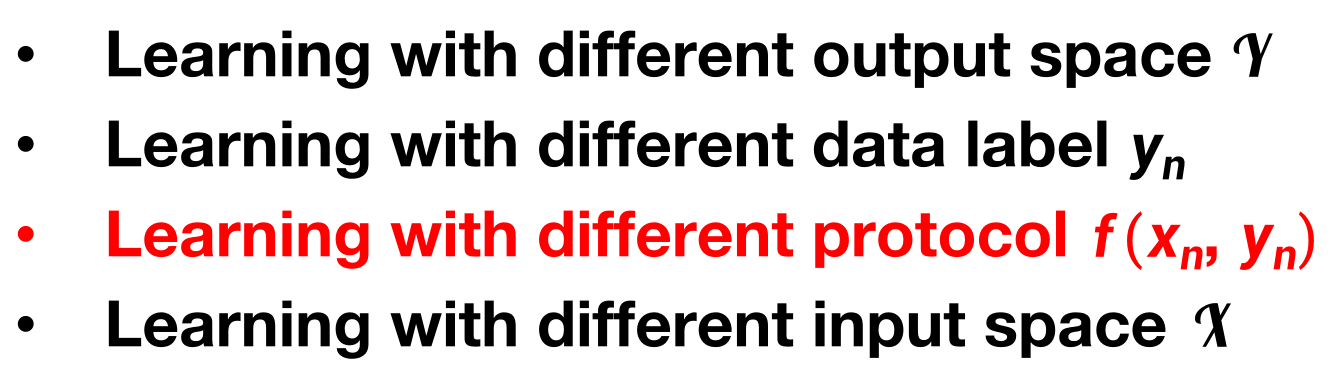 • Learning with different output space 𝒴
• Learning with different data label yₙ
• Learning with different protocol f(xₙ, yₙ)
• Learning with different input space 𝒳